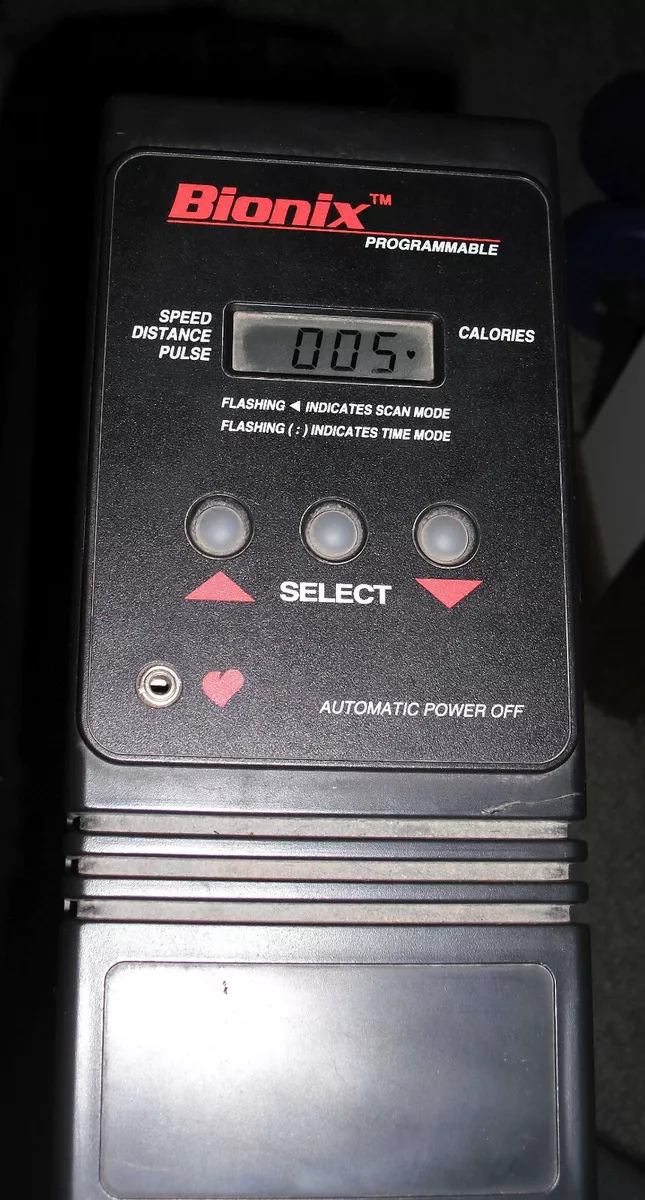 Bionix™
PROGRAMMABLE
SPEED
DISTANCE
PULSE
005
CALORIES
FLASHING ◀ INDICATES SCAN MODE
FLASHING ( : ) INDICATES TIME MODE
SELECT
AUTOMATIC POWER OFF